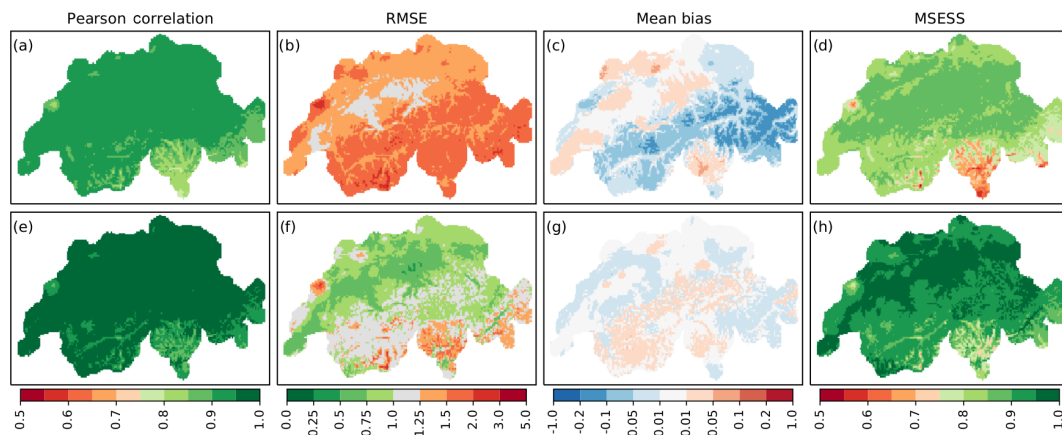 Pearson correlation RMSE Mean bias MSESS
(a) (b) (c) (d)
(e) (f) (g) (h)
0.5 0.6 0.7 0.8 0.9 1.0
0.0 0.25 0.5 0.75 1.0 1.25 1.5 2.0 3.0 5.0
-1.0 -0.2 -0.1 0.05 0.01 0.01 0.05 0.1 0.2 1.0
0.5 0.6 0.7 0.8 0.9 1.0